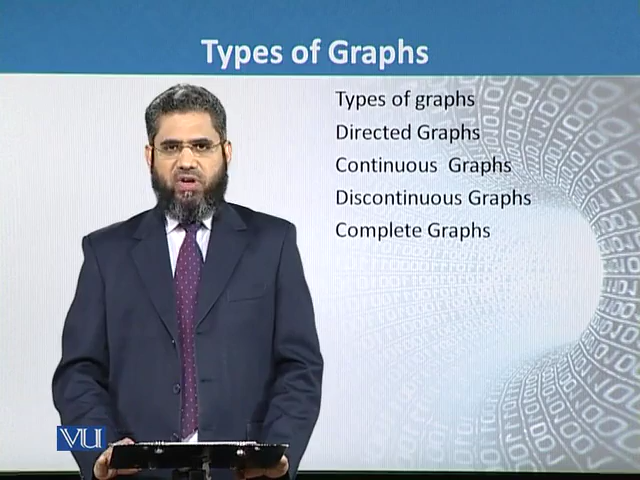 Types of Graphs
Types of graphs
Directed Graphs
Continuous  Graphs
Discontinuous Graphs
Complete Graphs
VU